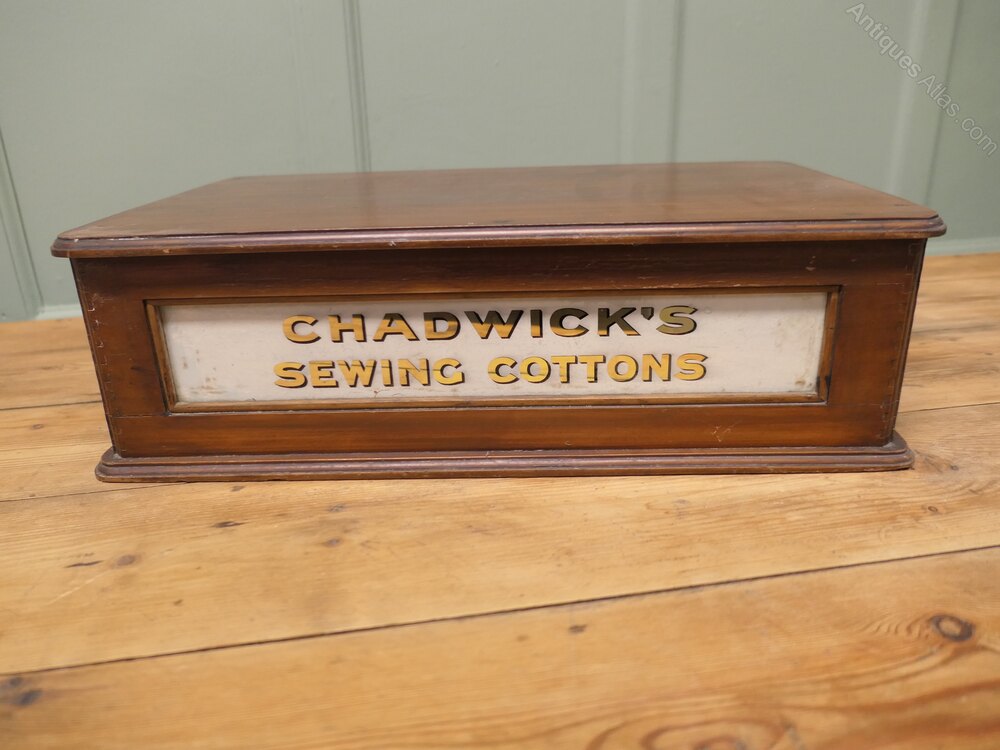 Antiques Atlas.com
CHADWICK'S
SEWING COTTONS